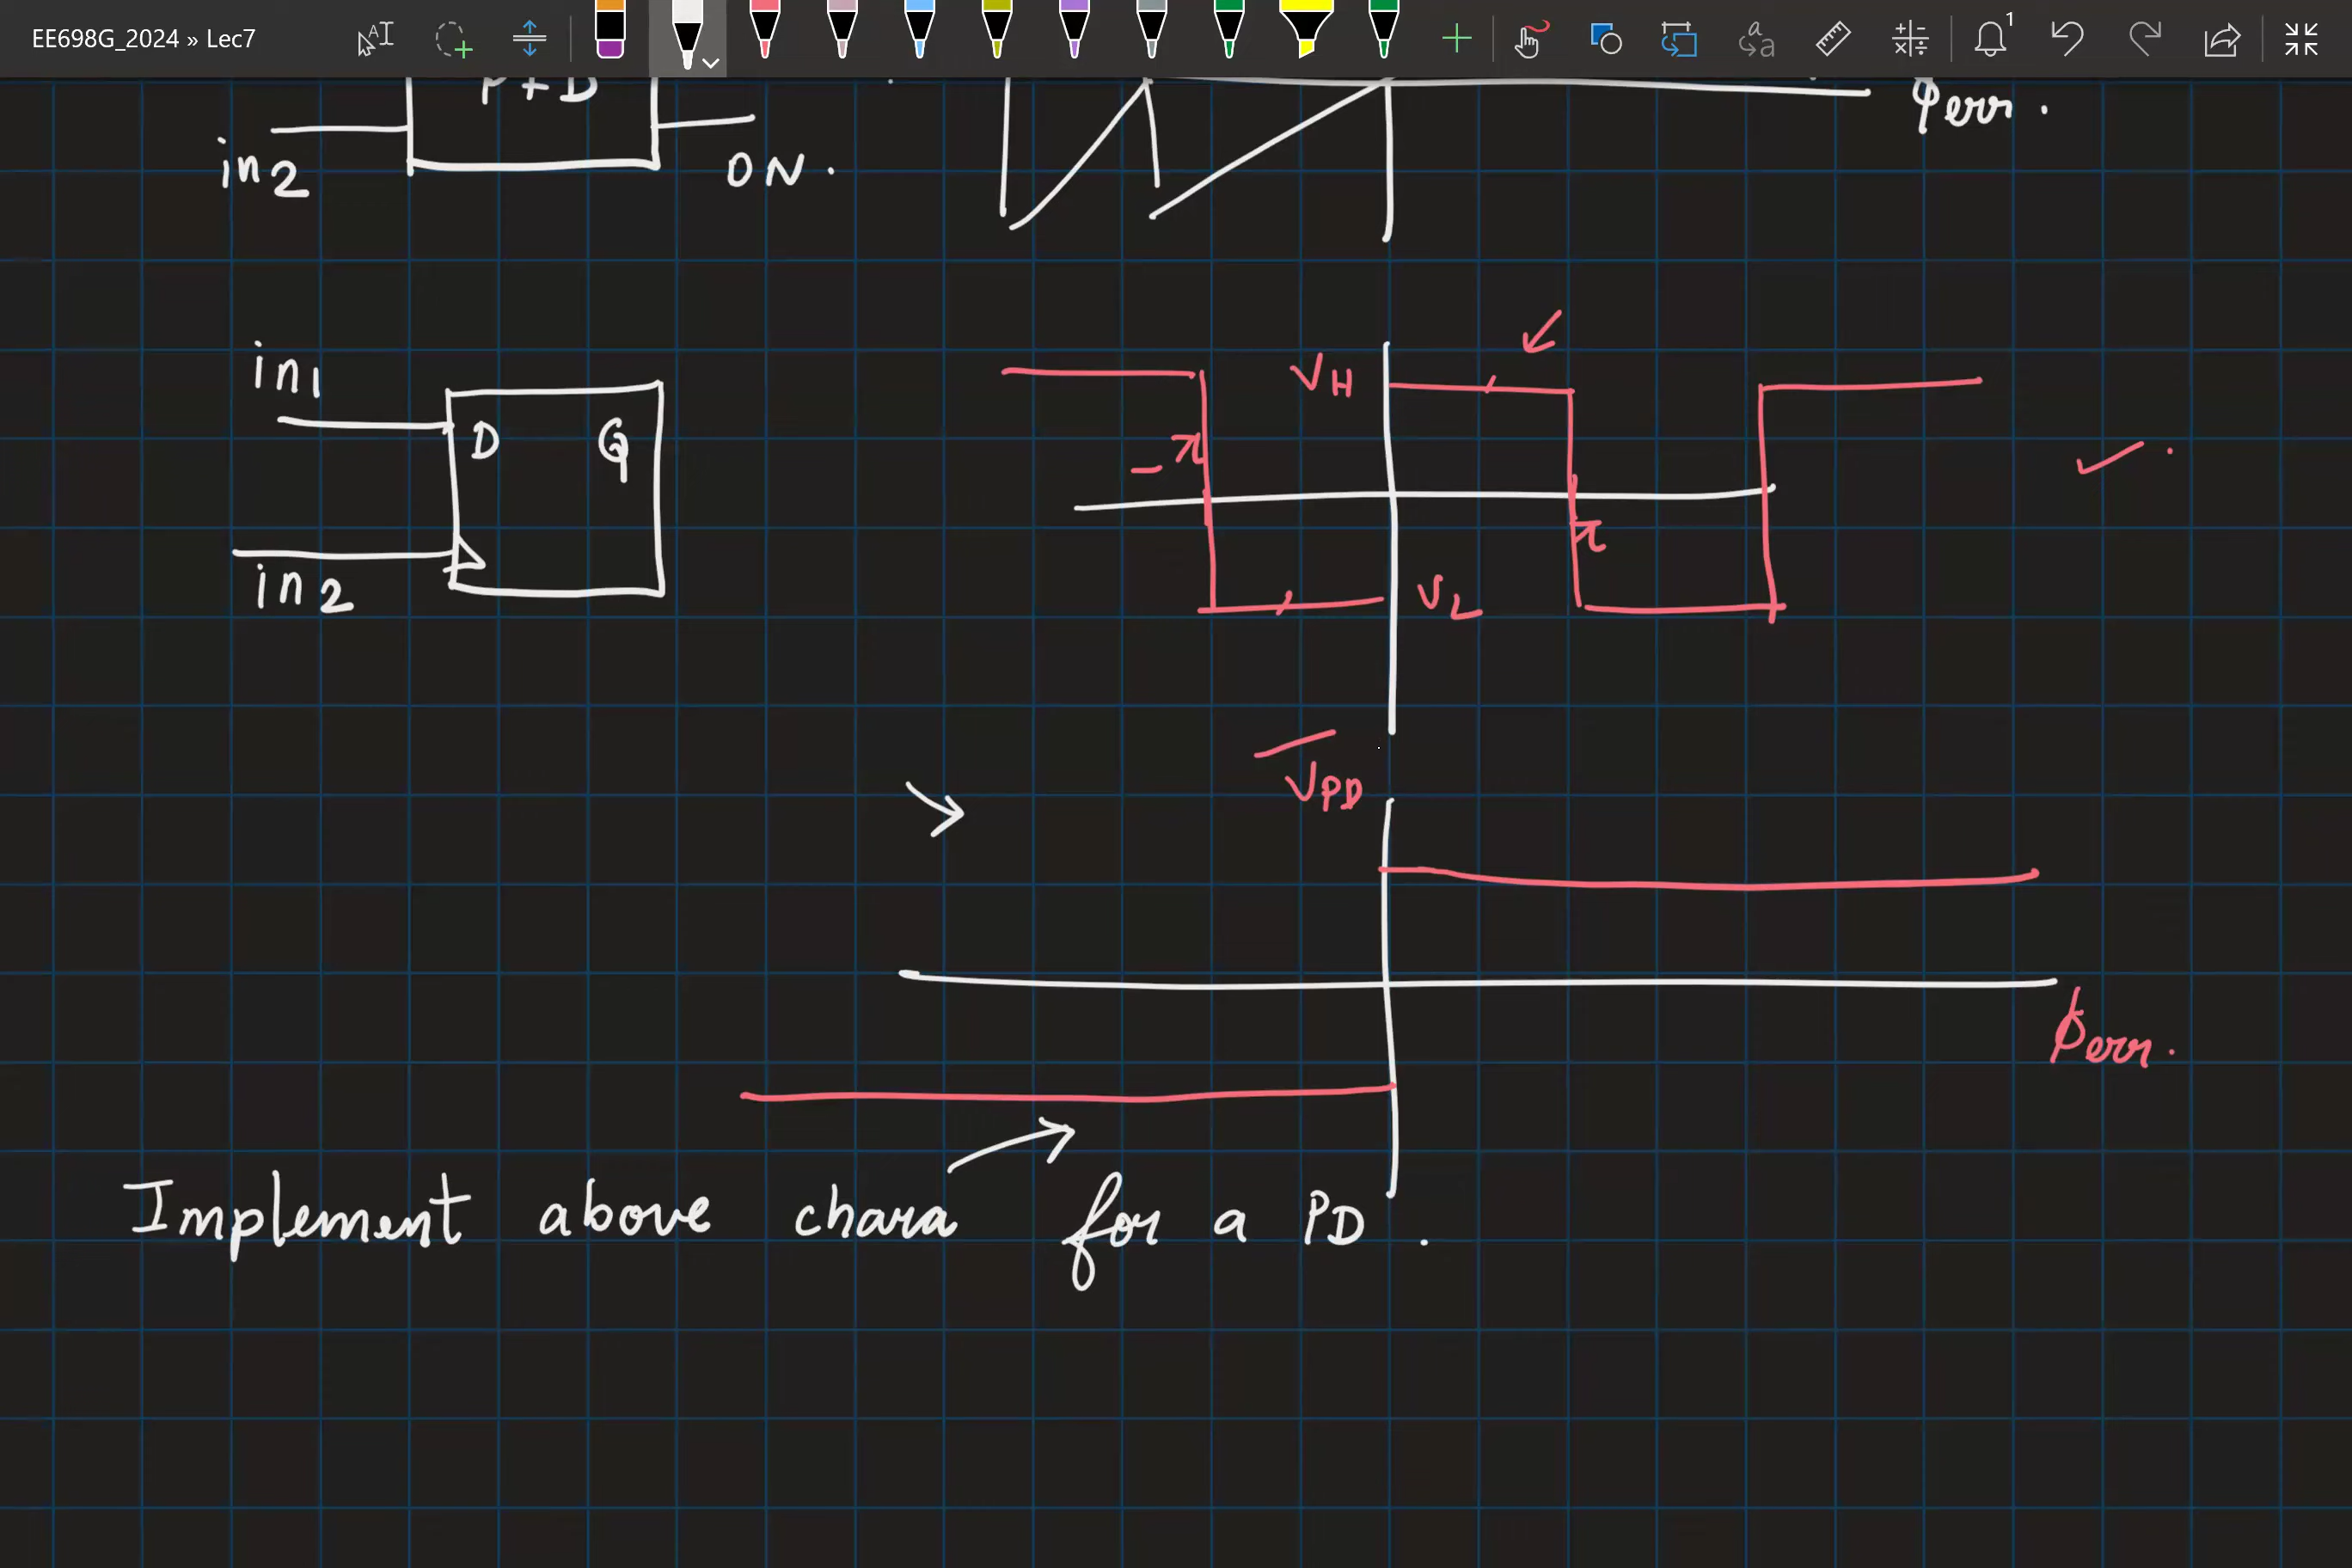 EE698G_2024 » Lec7
P+D
in2
ON.
φerr.
in1
D
Q
in2
VH
-π
π
VL
VPD
φerr.
Implement above chara for a PD.